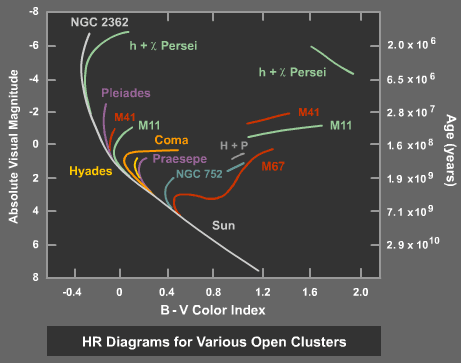 -8
-6
-4
-2
0
2
4
6
8
Absolute Visual Magnitude
NGC 2362
h + χ Persei
h + χ Persei
Pleiades
M41
M11
M41
M11
Coma
H + P
Hyades
Praesepe
NGC 752
M67
Sun
2.0 x 10⁶
6.5 x 10⁶
2.8 x 10⁷
1.6 x 10⁸
1.9 x 10⁹
7.1 x 10⁹
2.9 x 10¹⁰
Age (years)
-0.4 0 0.4 0.8 1.2 1.6 2.0
B - V Color Index
HR Diagrams for Various Open Clusters